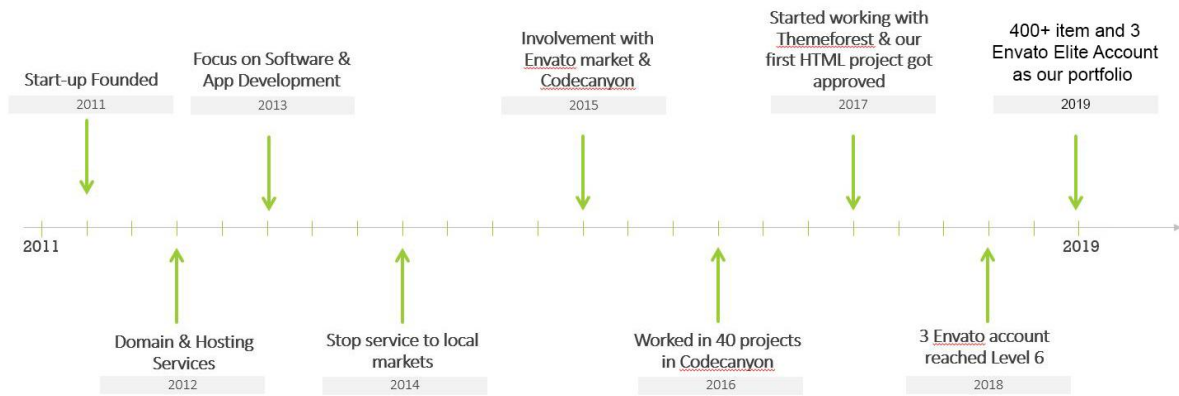 Start-up Founded
2011
Focus on Software &
App Development
2013
Involvement with
Envato market &
Codecanyon
2015
Started working with
Themeforest & our
first HTML project got
approved
2017
400+ item and 3
Envato Elite Account
as our portfolio
2019
2011
2019
Domain & Hosting
Services
2012
Stop service to local
markets
2014
Worked in 40 projects
in Codecanyon
2016
3 Envato account
reached Level 6
2018